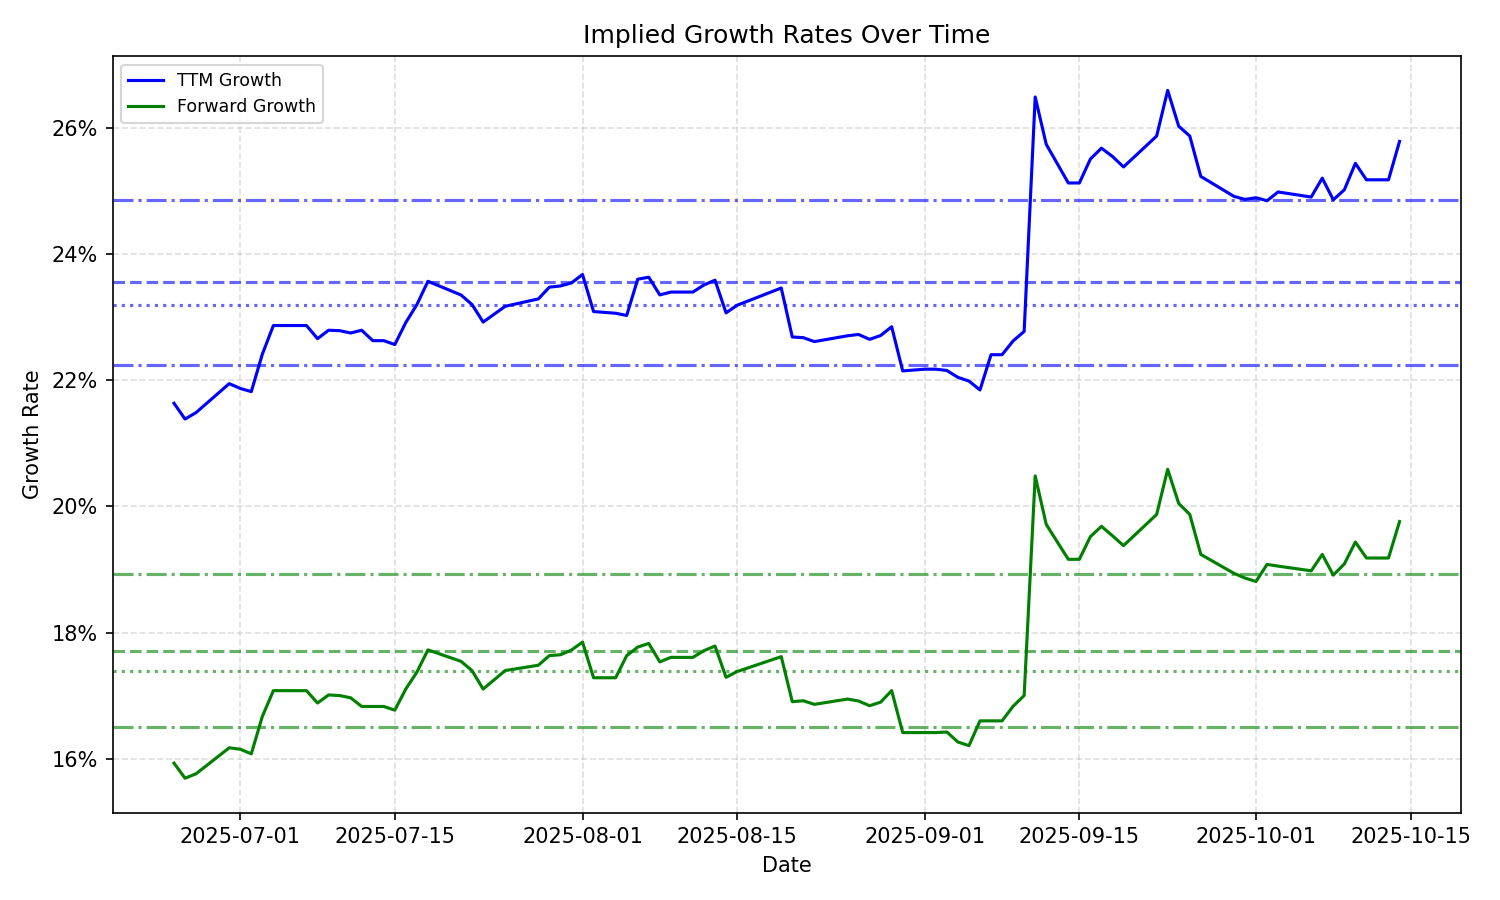 Implied Growth Rates Over Time
TTM Growth
Forward Growth
26%
24%
22%
20%
18%
16%
Growth Rate
2025-07-01
2025-07-15
2025-08-01
2025-08-15
2025-09-01
2025-09-15
2025-10-01
2025-10-15
Date